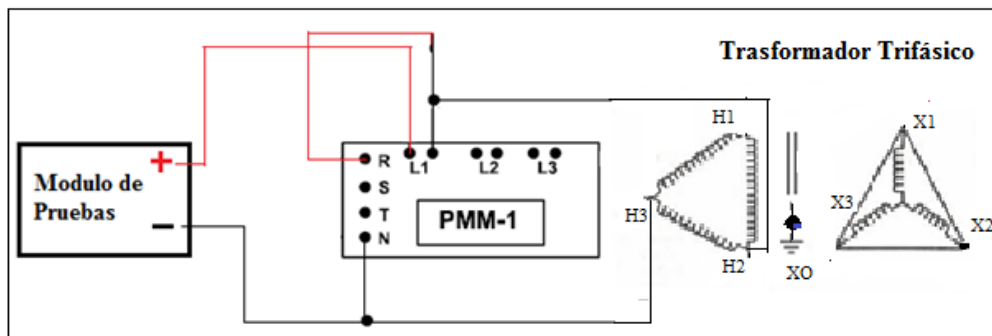 Trasformador Trifásico
+
Modulo de
Pruebas
−
R
S
T
N
L1
L2
L3
PMM-1
H1
H3
H2
XO
X1
X3
X2